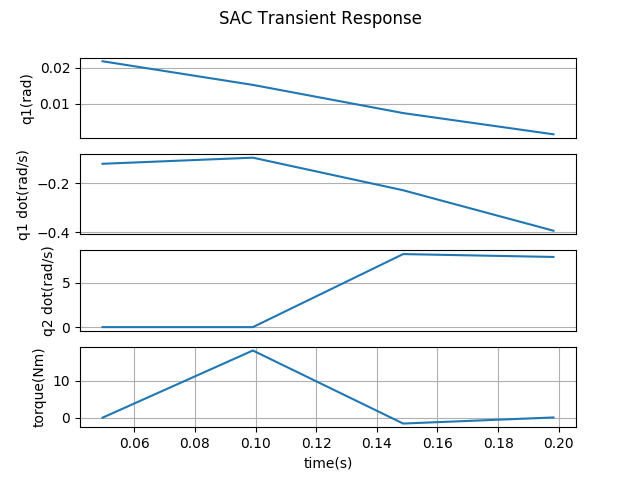 SAC Transient Response
0.02
0.01
q1(rad)
−0.2
−0.4
q1 dot(rad/s)
5
0
q2 dot(rad/s)
10
0
torque(Nm)
0.06 0.08 0.10 0.12 0.14 0.16 0.18 0.20
time(s)